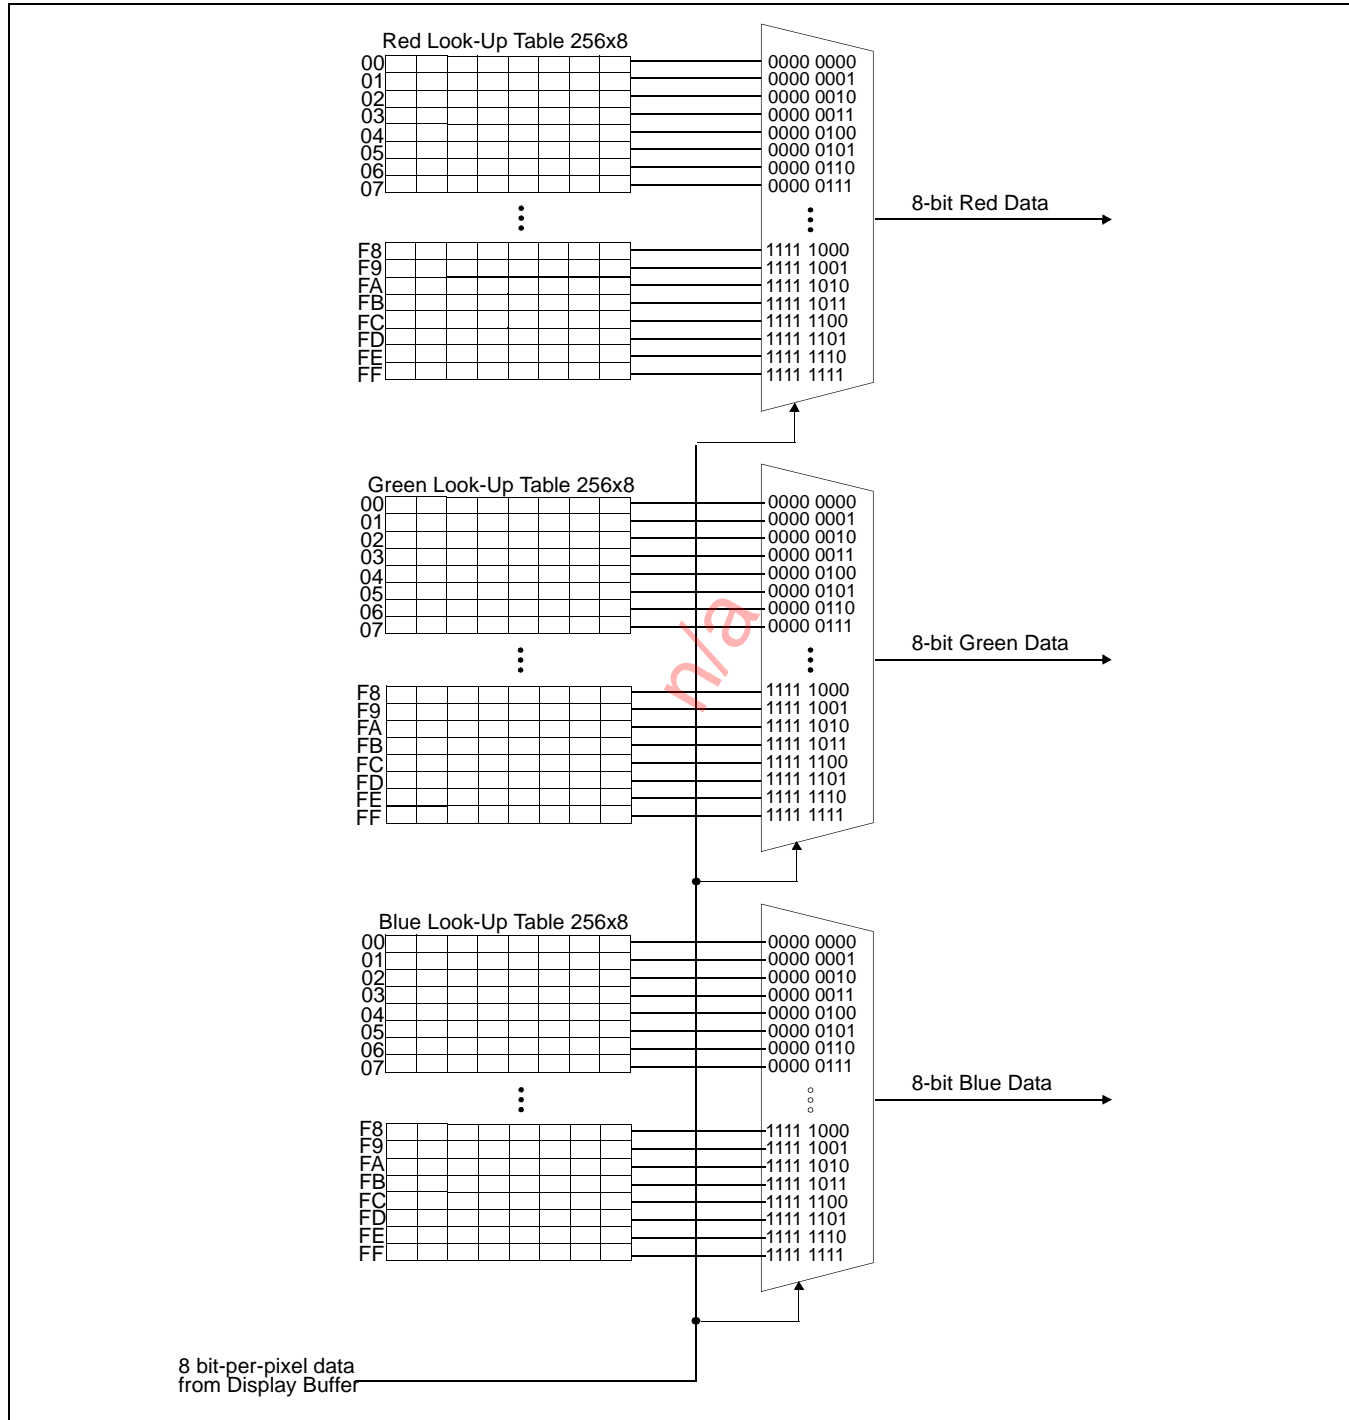 Red Look-Up Table 256x8
00 0000 0000
01 0000 0001
02 0000 0010
03 0000 0011
04 0000 0100
05 0000 0101
06 0000 0110
07 0000 0111
8-bit Red Data
F8 1111 1000
F9 1111 1001
FA 1111 1010
FB 1111 1011
FC 1111 1100
FD 1111 1101
FE 1111 1110
FF 1111 1111
Green Look-Up Table 256x8
00 0000 0000
01 0000 0001
02 0000 0010
03 0000 0011
04 0000 0100
05 0000 0101
06 0000 0110
07 0000 0111
n/a
8-bit Green Data
F8 1111 1000
F9 1111 1001
FA 1111 1010
FB 1111 1011
FC 1111 1100
FD 1111 1101
FE 1111 1110
FF 1111 1111
Blue Look-Up Table 256x8
00 0000 0000
01 0000 0001
02 0000 0010
03 0000 0011
04 0000 0100
05 0000 0101
06 0000 0110
07 0000 0111
8-bit Blue Data
F8 1111 1000
F9 1111 1001
FA 1111 1010
FB 1111 1011
FC 1111 1100
FD 1111 1101
FE 1111 1110
FF 1111 1111
8 bit-per-pixel data
from Display Buffer